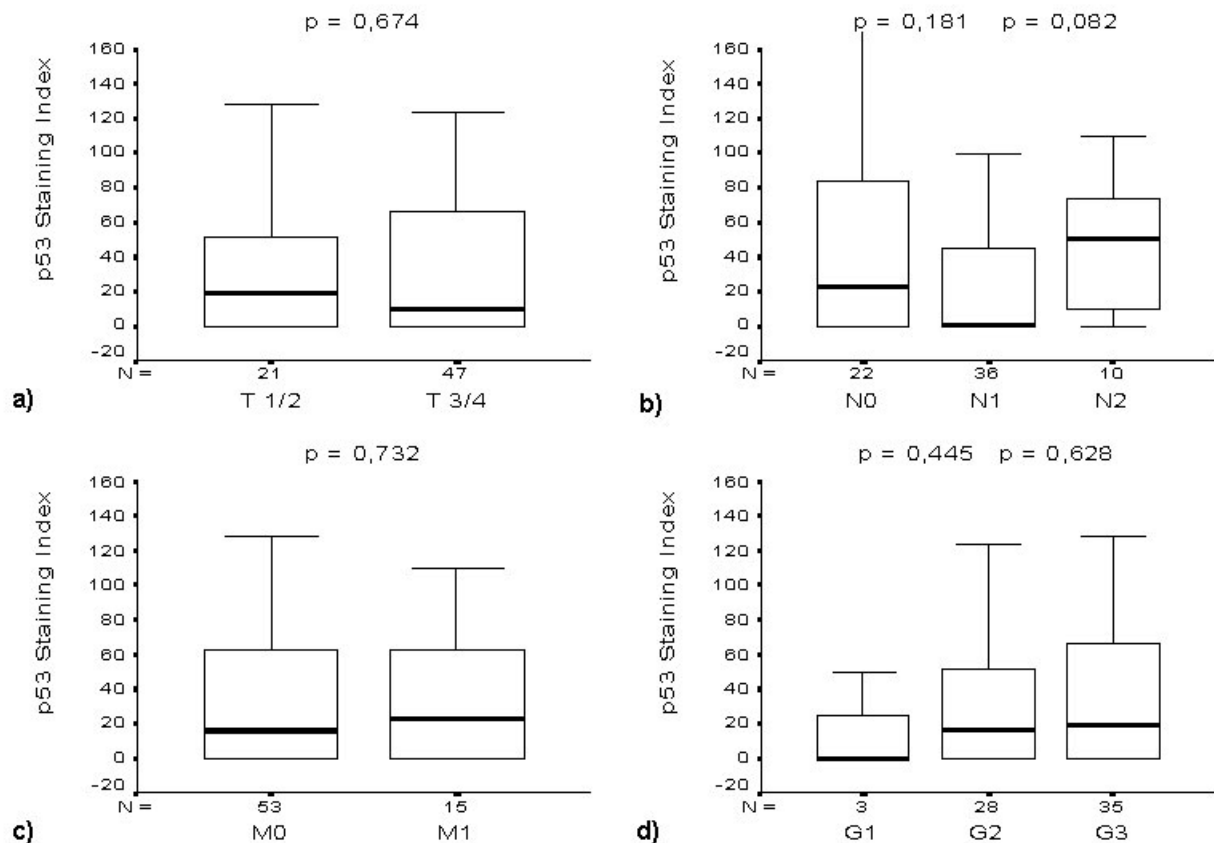 p = 0,674
p53 Staining Index
160
140
120
100
80
60
40
20
0
-20
N = 21 47
T 1/2 T 3/4
a)
p = 0,181 p = 0,082
p53 Staining Index
160
140
120
100
80
60
40
20
0
-20
N = 22 36 10
N0 N1 N2
b)
p = 0,732
p53 Staining Index
160
140
120
100
80
60
40
20
0
-20
N = 53 15
M0 M1
c)
p = 0,445 p = 0,628
p53 Staining Index
160
140
120
100
80
60
40
20
0
-20
N = 3 28 35
G1 G2 G3
d)